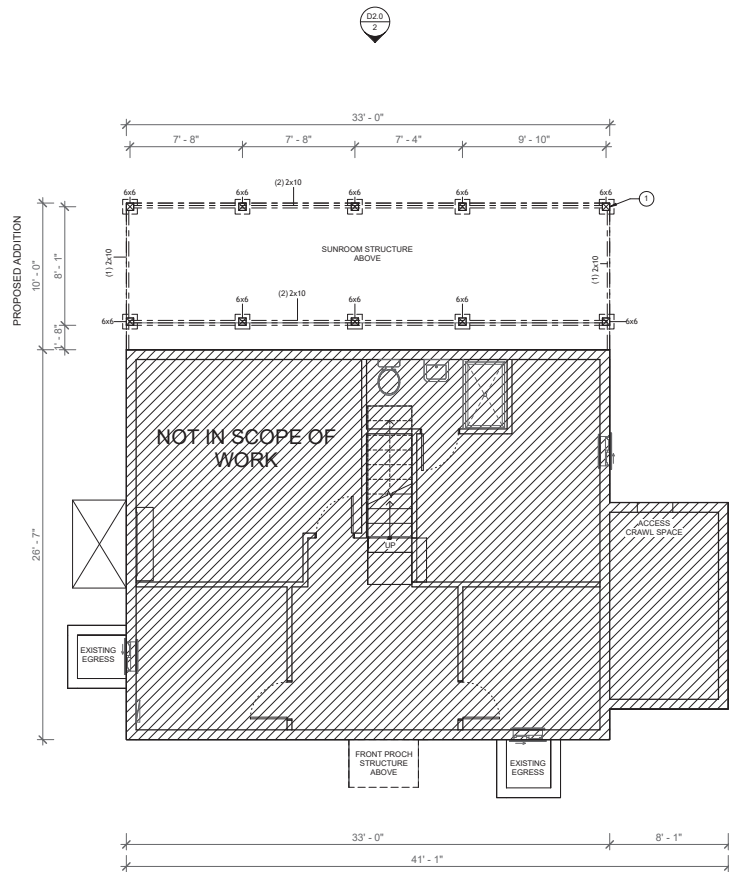 D2.0
2
33' - 0"
7' - 8"
7' - 8"
7' - 4"
9' - 10"
6x6
6x6
6x6
6x6
6x6
(2) 2x10
1
PROPOSED ADDITION
10' - 0"
8' - 1"
1' - 8"
(1) 2x10
SUNROOM STRUCTURE
ABOVE
(1) 2x10
6x6
6x6
6x6
(2) 2x10
6x6
6x6
NOT IN SCOPE OF
WORK
26' - 7"
UP
ACCESS
CRAWL SPACE
EXISTING
EGRESS
FRONT PROCH
STRUCTURE
ABOVE
EXISTING
EGRESS
33' - 0"
8' - 1"
41' - 1"